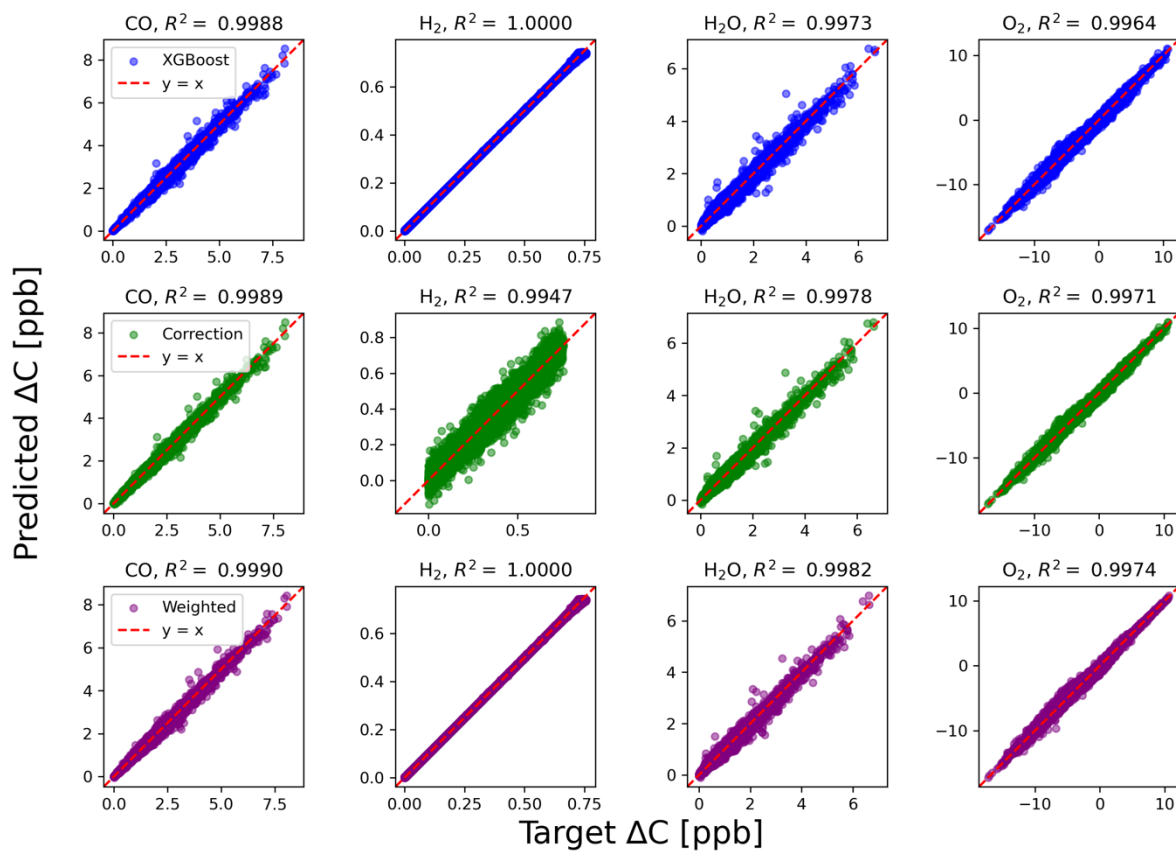 CO, R² = 0.9988
H₂, R² = 1.0000
H₂O, R² = 0.9973
O₂, R² = 0.9964
XGBoost
y = x
8
6
4
2
0
0.0 2.5 5.0 7.5
0.6
0.4
0.2
0.0
0.00 0.25 0.50 0.75
6
4
2
0
0 2 4 6
10
0
−10
−10 0 10
CO, R² = 0.9989
H₂, R² = 0.9947
H₂O, R² = 0.9978
O₂, R² = 0.9971
Correction
y = x
8
6
4
2
0
0.0 2.5 5.0 7.5
0.8
0.6
0.4
0.2
0.0
0.0 0.5
6
4
2
0
0 2 4 6
10
0
−10
−10 0 10
CO, R² = 0.9990
H₂, R² = 1.0000
H₂O, R² = 0.9982
O₂, R² = 0.9974
Weighted
y = x
8
6
4
2
0
0.0 2.5 5.0 7.5
0.6
0.4
0.2
0.0
0.00 0.25 0.50 0.75
6
4
2
0
0 2 4 6
10
0
−10
−10 0 10
Predicted ΔC [ppb]
Target ΔC [ppb]